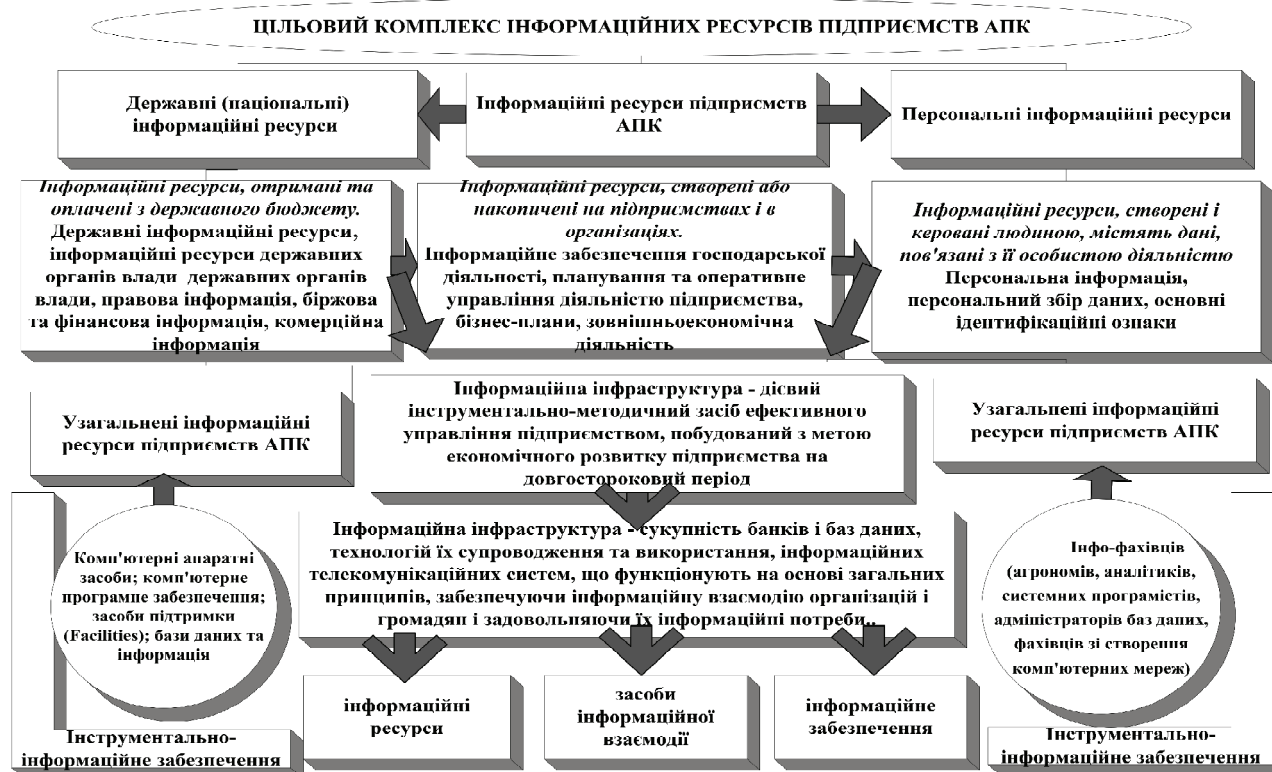 ЦІЛЬОВИЙ КОМПЛЕКС ІНФОРМАЦІЙНИХ РЕСУРСІВ ПІДПРИЄМСТВ АПК
Державні (національні)
інформаційні ресурси
Інформаційні ресурси підприємств
АПК
Персональні інформаційні ресурси
Інформаційні ресурси, отримані та
оплачені з державного бюджету.
Державні інформаційні ресурси,
інформаційні ресурси державних
органів влади державних органів
влади, правова інформація, біржова
та фінансова інформація, комерційна
інформація
Інформаційні ресурси, створені або
накопичені на підприємствах і в
організаціях.
Інформаційне забезпечення господарської
діяльності, планування та оперативне
управління діяльністю підприємства,
бізнес-плани, зовнішньоекономічна
діяльність
Інформаційні ресурси, створені і
керовані людиною, містять дані,
пов'язані з її особистою діяльністю
Персональна інформація,
персональний збір даних, основні
ідентифікаційні ознаки
Узагальнені інформаційні
ресурси підприємств АПК
Інформаційна інфраструктура - дієвий
інструментально-методичний засіб ефективного
управління підприємством, побудований з метою
економічного розвитку підприємства на
довгостороковий період
Узагальнені інформаційні
ресурси підприємств АПК
Комп'ютерні апаратні
засоби; комп'ютерне
програмне забезпечення;
засоби підтримки
(Facilities); бази даних та
інформація
Інформаційна інфраструктура - сукупність банків і баз даних,
технологій їх супроводження та використання, інформаційних
телекомунікаційних систем, що функціонують на основі загальних
принципів, забезпечуючи інформаційну взаємодію організацій і
громадян і задовольняючи їх інформаційні потреби..
Інфо-фахівців
(агрономів, аналітиків,
системних програмістів,
адміністраторів баз даних,
фахівців зі створення
комп'ютерних мереж)
інформаційні
ресурси
засоби
інформаційної
взаємодії
інформаційне
забезпечення
Інструментально-
інформаційне забезпечення
Інструментально-
інформаційне забезпечення